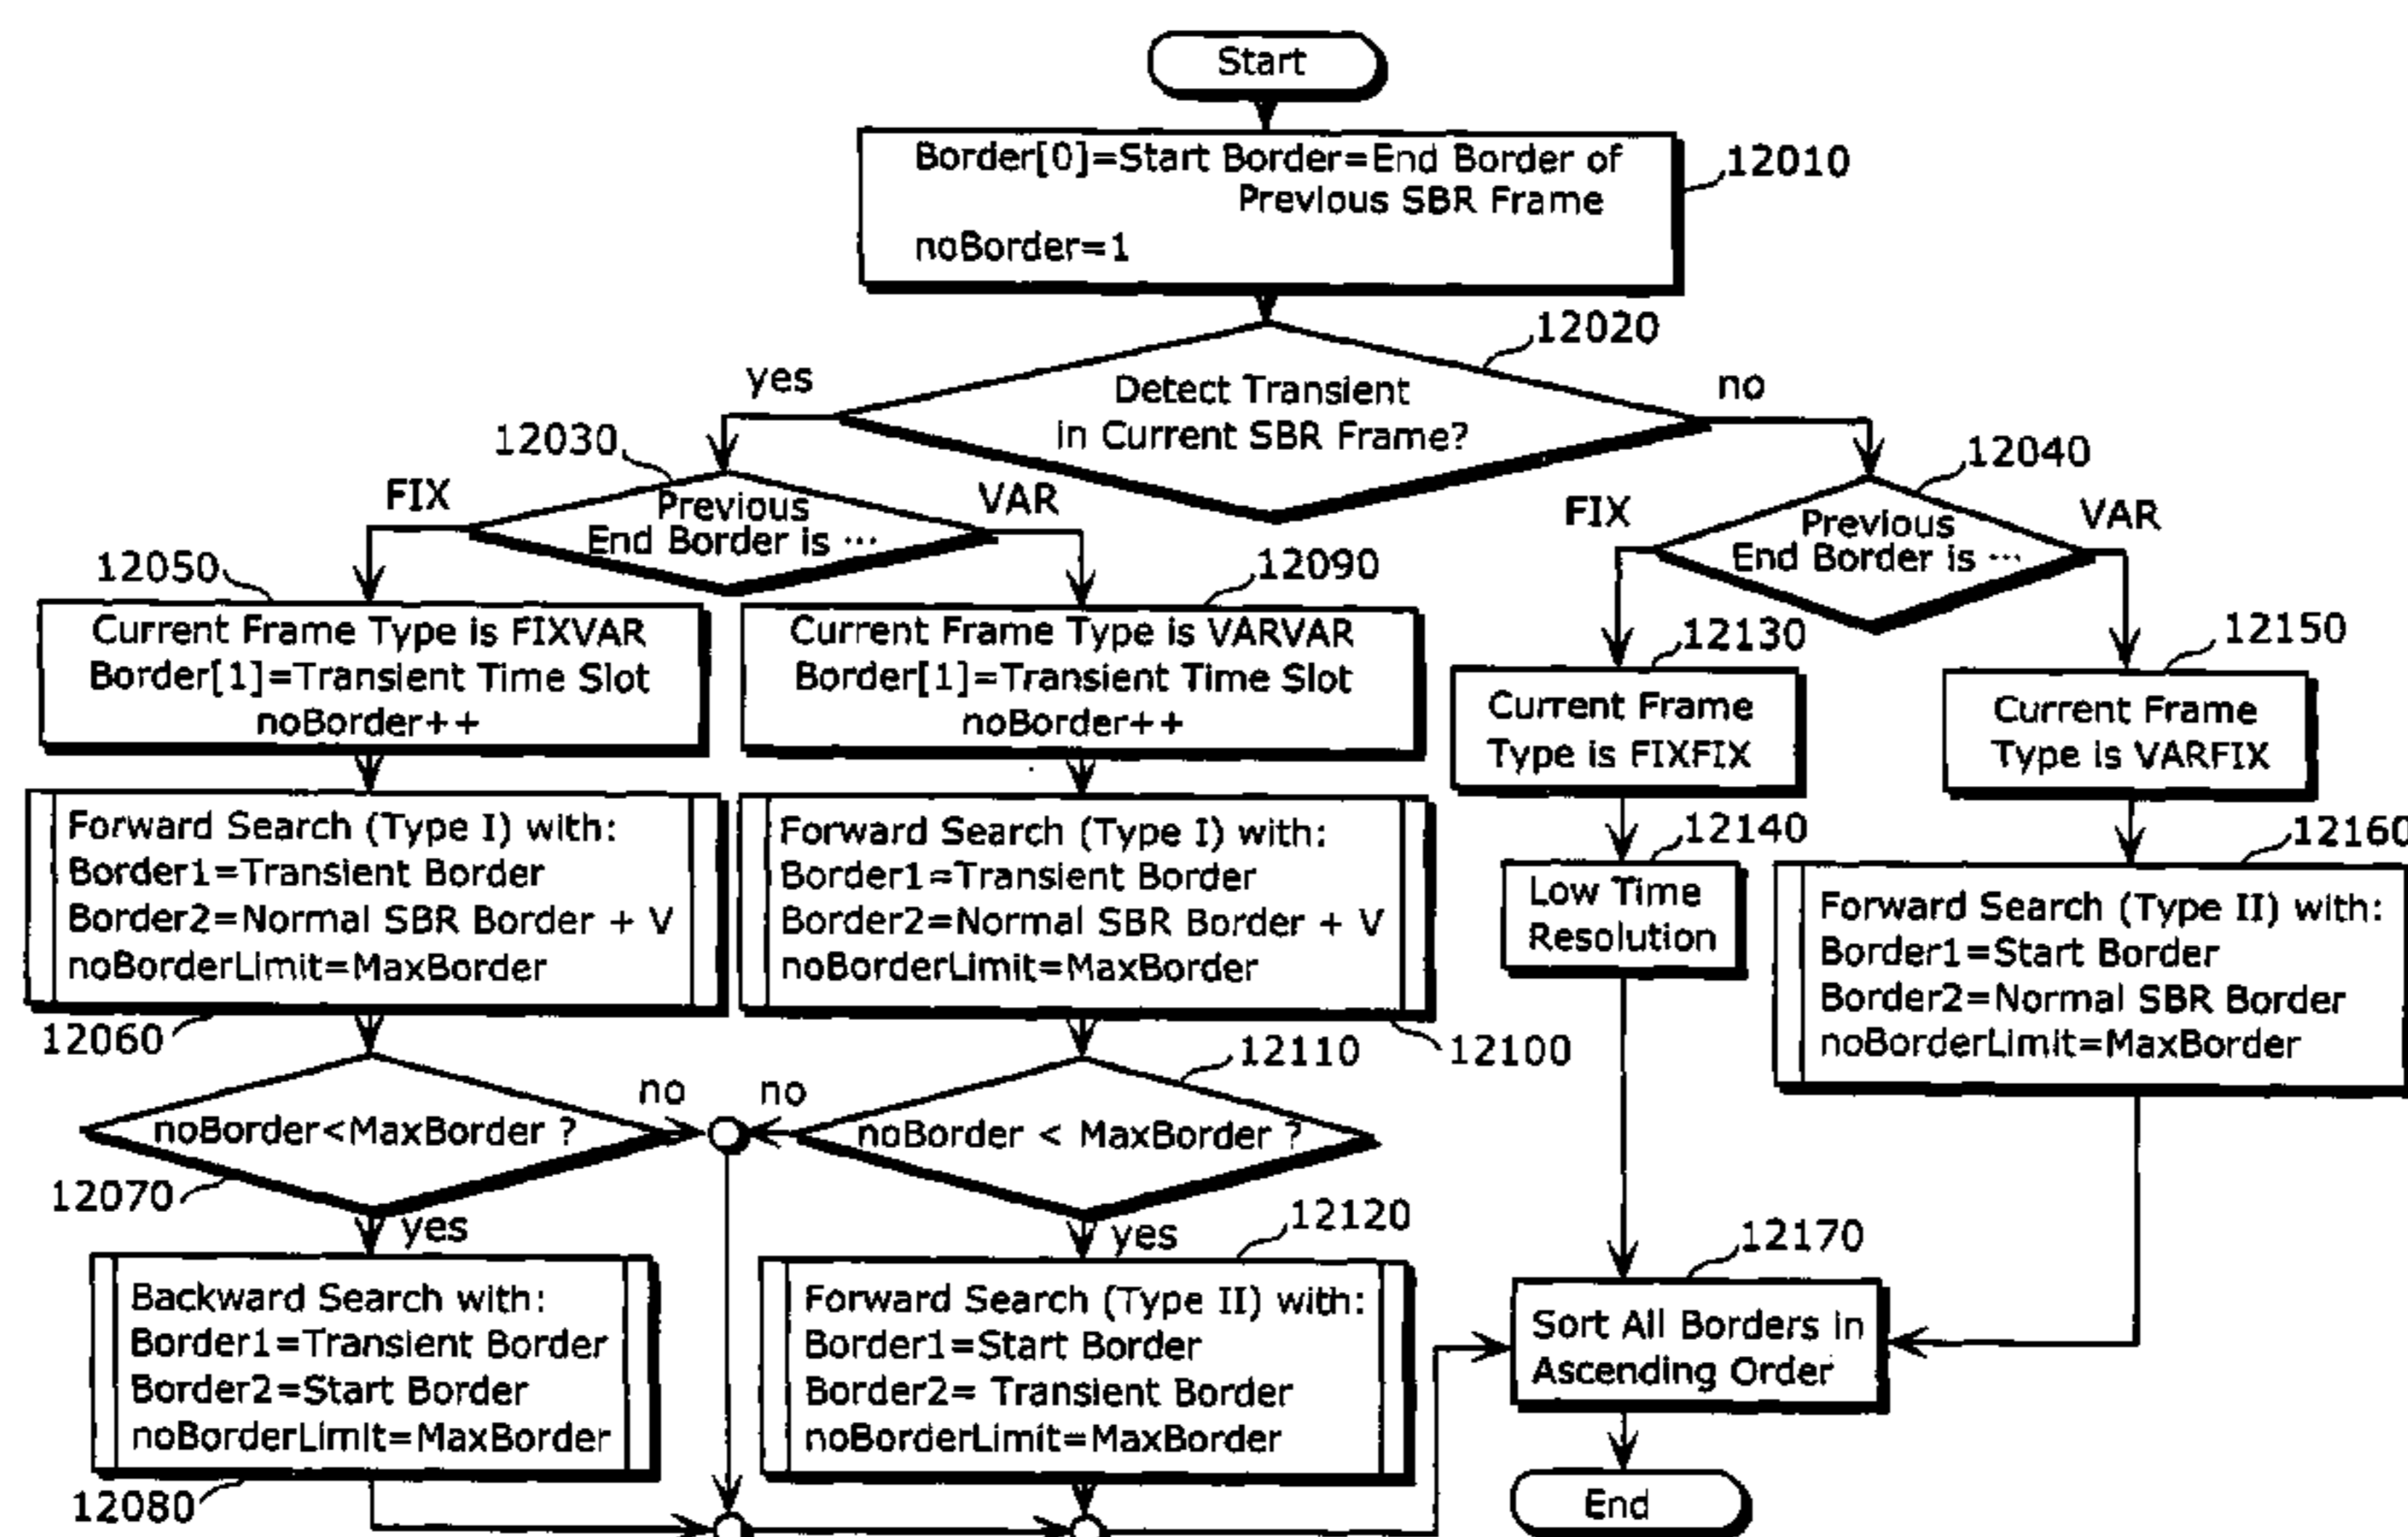 Start
Border[0]=Start Border=End Border of
Previous SBR Frame
noBorder=1
12010
12020
Detect Transient
in Current SBR Frame?
yes
no
12030
Previous
End Border is ...
FIX
VAR
12040
Previous
End Border is ...
FIX
VAR
12050
Current Frame Type is FIXVAR
Border[1]=Transient Time Slot
noBorder++
12090
Current Frame Type is VARVAR
Border[1]=Transient Time Slot
noBorder++
12130
Current Frame
Type is FIXFIX
12150
Current Frame
Type is VARFIX
Forward Search (Type I) with:
Border1=Transient Border
Border2=Normal SBR Border + V
noBorderLimit=MaxBorder
12060
Forward Search (Type I) with:
Border1=Transient Border
Border2=Normal SBR Border + V
noBorderLimit=MaxBorder
12100
12140
Low Time
Resolution
12160
Forward Search (Type II) with:
Border1=Start Border
Border2=Normal SBR Border
noBorderLimit=MaxBorder
noBorder<MaxBorder ?
12070
no
yes
12110
noBorder < MaxBorder ?
no
yes
Backward Search with:
Border1=Transient Border
Border2=Start Border
noBorderLimit=MaxBorder
12080
12120
Forward Search (Type II) with:
Border1=Start Border
Border2= Transient Border
noBorderLimit=MaxBorder
12170
Sort All Borders in
Ascending Order
End